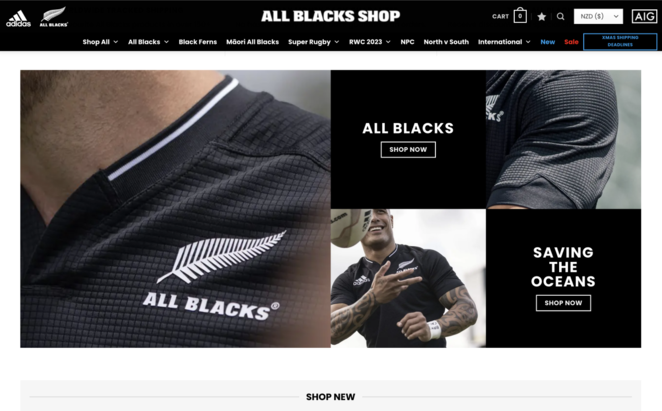 adidas
ALL BLACKS
ALL BLACKS SHOP
CART 0
NZD ($)
AIG
Shop All All Blacks Black Ferns Māori All Blacks Super Rugby RWC 2023 NPC North v South International New Sale
XMAS SHIPPING
DEADLINES
ALL BLACKS
SHOP NOW
ALL BLACKS®
adidas
SAVING
THE
OCEANS
SHOP NOW
SHOP NEW